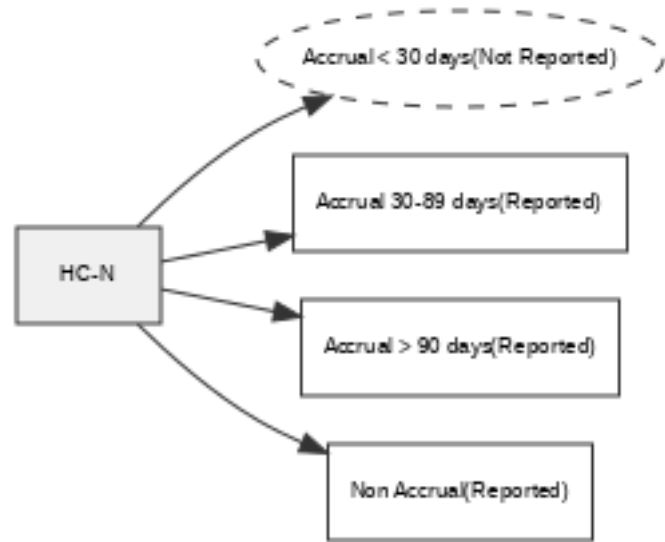 Accrual < 30 days(Not Reported)
Accrual 30-89 days(Reported)
HC-N
Accrual > 90 days(Reported)
Non Accrual(Reported)